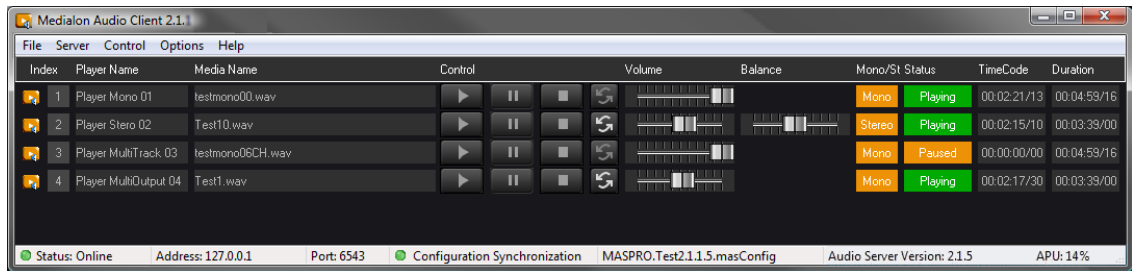 Medialon Audio Client 2.1.1
File Server Control Options Help
Index Player Name Media Name Control Volume Balance Mono/St Status TimeCode Duration
1 Player Mono 01 testmono00.wav Mono Playing 00:02:21/13 00:04:59/16
2 Player Stero 02 Test10.wav Stereo Playing 00:02:15/10 00:03:39/00
3 Player MultiTrack 03 testmono06CH.wav Mono Paused 00:00:00/00 00:04:59/16
4 Player MultiOutput 04 Test1.wav Mono Playing 00:02:17/30 00:03:39/00
Status: Online Address: 127.0.0.1 Port: 6543 Configuration Synchronization MASPRO.Test2.1.1.5.masConfig Audio Server Version: 2.1.5 APU: 14%